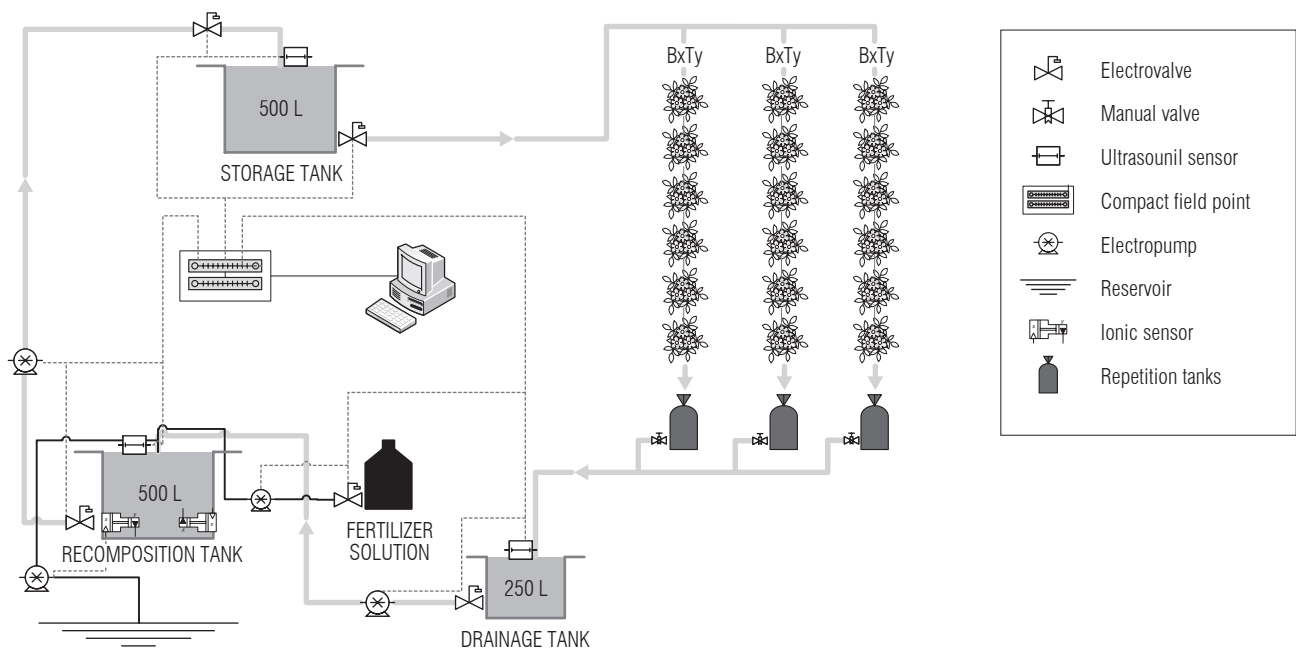 500 L
STORAGE TANK
BxTy
BxTy
BxTy
500 L
RECOMPOSITION TANK
FERTILIZER
SOLUTION
250 L
DRAINAGE TANK
Electrovalve
Manual valve
Ultrasounil sensor
Compact field point
Electropump
Reservoir
Ionic sensor
Repetition tanks